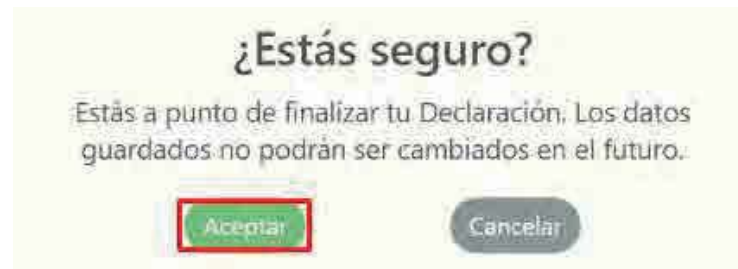 ¿Estás seguro?
Estás a punto de finalizar tu Declaración. Los datos
guardados no podrán ser cambiados en el futuro.
Aceptar
Cancelar